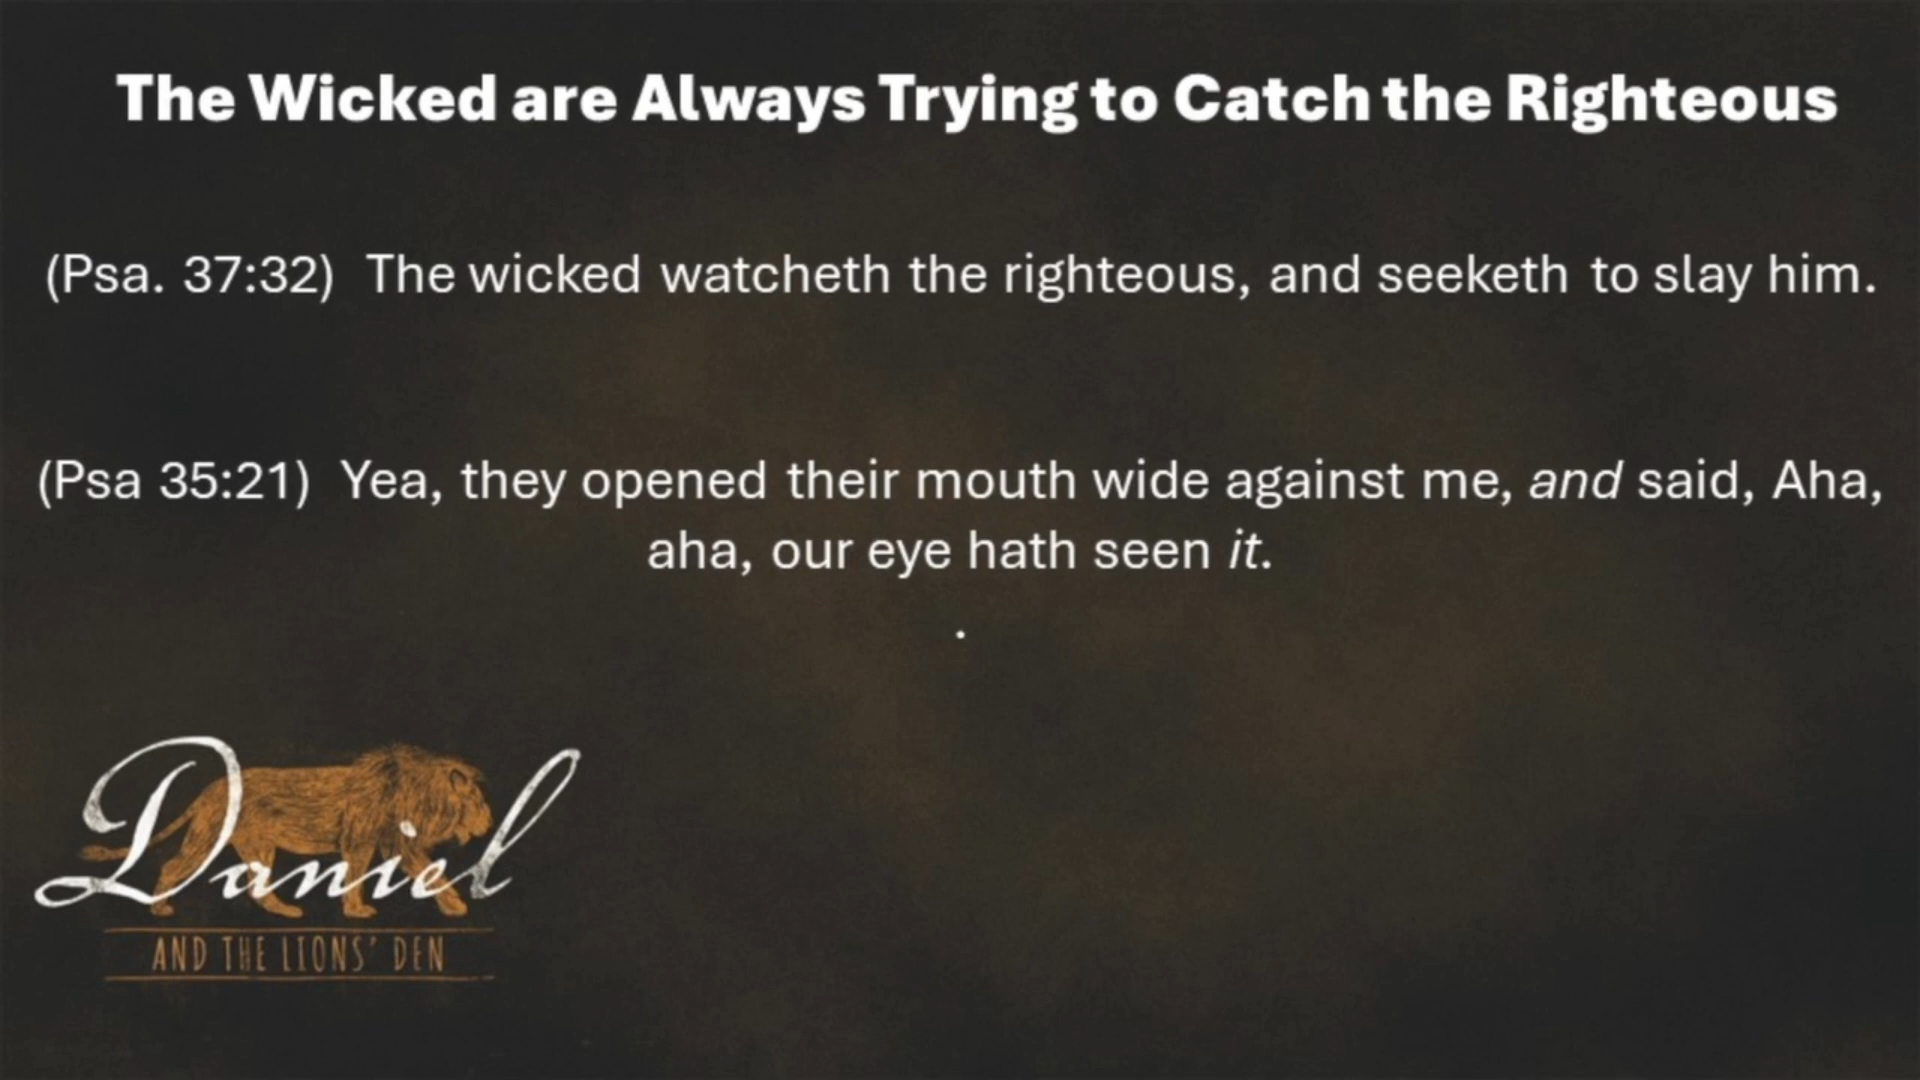 The Wicked are Always Trying to Catch the Righteous
(Psa. 37:32)  The wicked watcheth the righteous, and seeketh to slay him.
(Psa 35:21)  Yea, they opened their mouth wide against me, and said, Aha,
aha, our eye hath seen it.
.
Daniel
AND THE LIONS' DEN